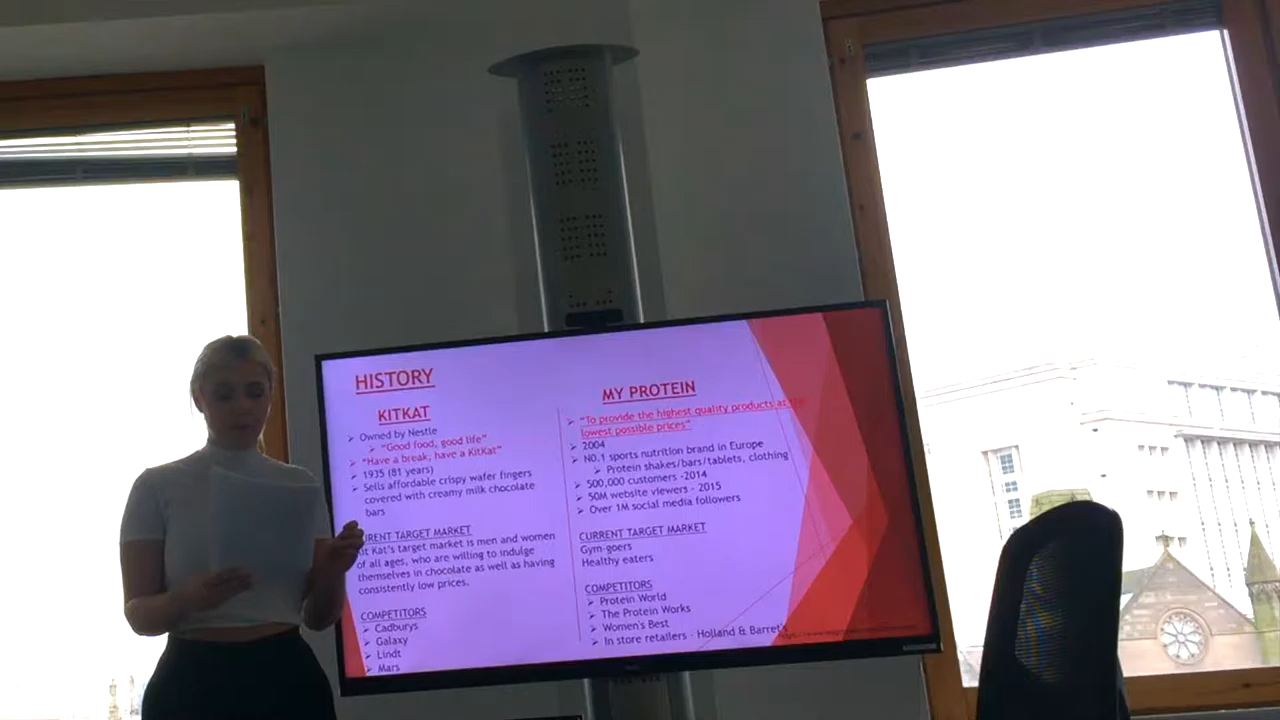 HISTORY
KITKAT
Owned by Nestle
"Good food, good life"
"Have a break, have a KitKat"
1935 (81 years)
Sells affordable crispy wafer fingers
covered with creamy milk chocolate
bars
URRENT TARGET MARKET
it Kat's target market is men and women
of all ages, who are willing to indulge
themselves in chocolate as well as having
consistently low prices.
COMPETITORS
Cadburys
Galaxy
Lindt
Mars
MY PROTEIN
"To provide the highest quality products at the
lowest possible prices"
2004
NO.1 sports nutrition brand in Europe
Protein shakes/bars/tablets, clothing
500,000 customers -2014
50M website viewers - 2015
Over 1M social media followers
CURRENT TARGET MARKET
Gym-goers
Healthy eaters
COMPETITORS
Protein World
The Protein Works
Women's Best
In store retailers - Holland & Barret's